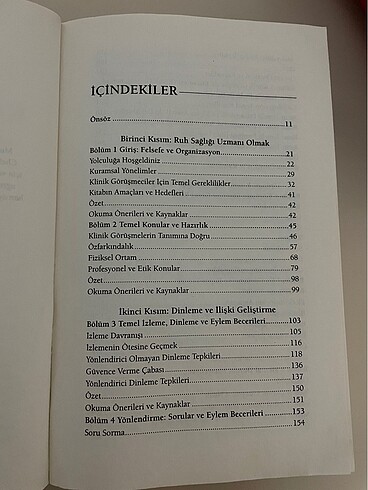 İÇİNDEKİLER
Önsöz 11
Birinci Kısım: Ruh Sağlığı Uzmanı Olmak
Bölüm 1 Giriş: Felsefe ve Organizasyon 21
Yolculuğa Hoşgeldiniz 22
Kuramsal Yönelimler 29
Klinik Görüşmeciler İçin Temel Gereklilikler 32
Kitabın Amaçları ve Hedefleri 41
Özet 42
Okuma Önerileri ve Kaynaklar 42
Bölüm 2 Temel Konular ve Hazırlık 45
Klinik Görüşmelerin Tanımına Doğru 46
Özfarkındalık 57
Fiziksel Ortam 68
Profesyonel ve Etik Konular 79
Özet 98
Okuma Önerileri ve Kaynaklar 99
İkinci Kısım: Dinleme ve İlişki Geliştirme
Bölüm 3 Temel İzleme, Dinleme ve Eylem Becerileri 103
İzleme Davranışı 105
İzlemenin Ötesine Geçmek 116
Yönlendirici Olmayan Dinleme Tepkileri 118
Güvence Verme Çabası 136
Yönlendirici Dinleme Tepkileri 137
Özet 150
Okuma Önerileri ve Kaynaklar 151
Bölüm 4 Yönlendirme: Sorular ve Eylem Becerileri 153
Soru Sorma 154